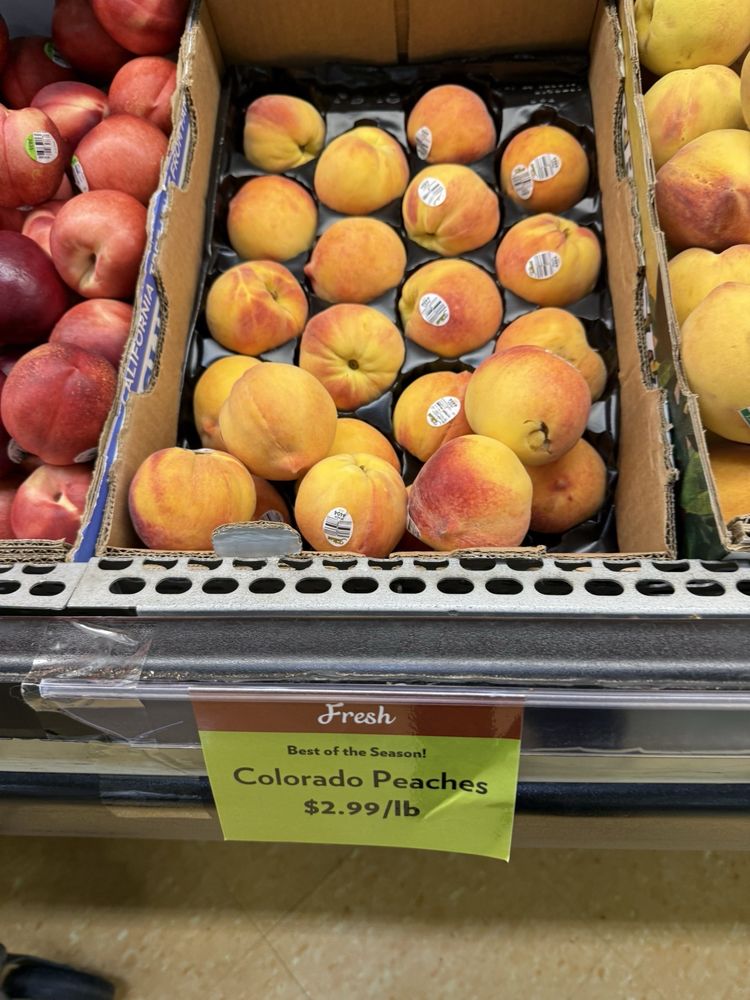 CALIFORNIA
Fresh
Best of the Season!
Colorado Peaches
$2.99/lb